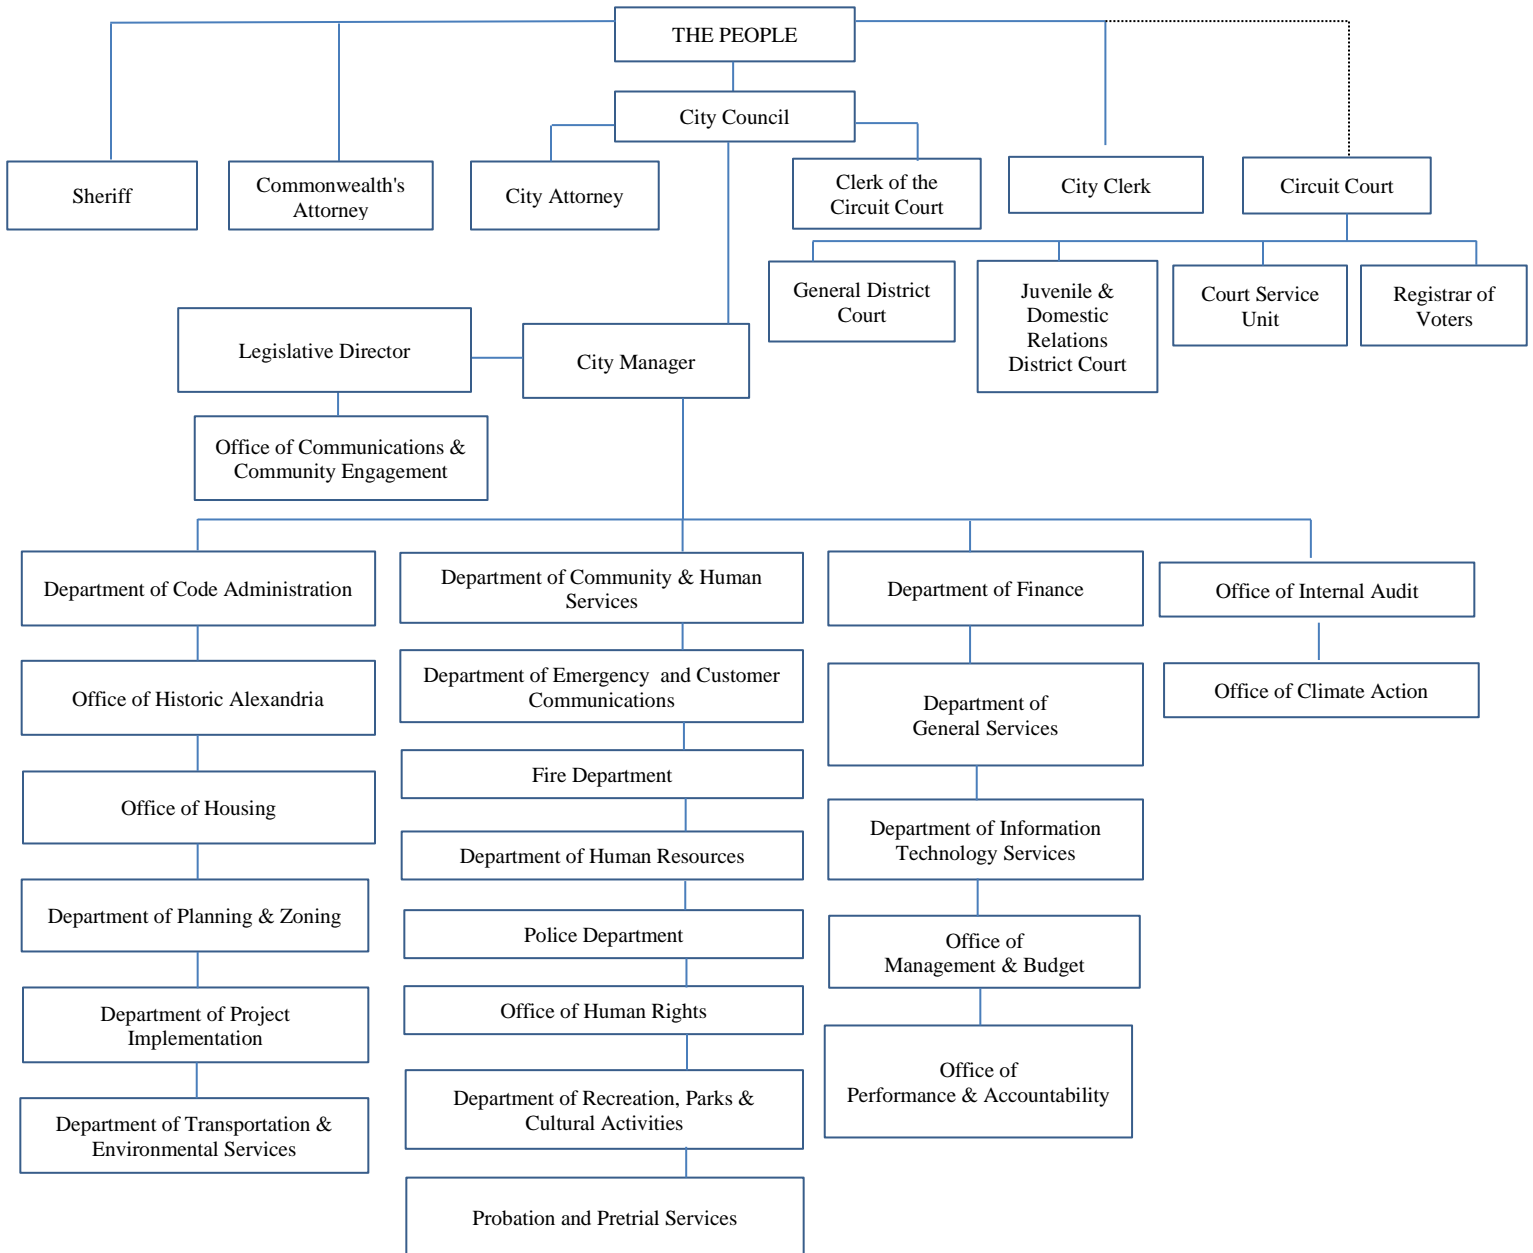 THE PEOPLE
City Council
Sheriff
Commonwealth's
Attorney
City Attorney
Clerk of the
Circuit Court
City Clerk
Circuit Court
General District
Court
Juvenile &
Domestic
Relations
District Court
Court Service
Unit
Registrar of
Voters
Legislative Director
City Manager
Office of Communications &
Community Engagement
Department of Code Administration
Office of Historic Alexandria
Office of Housing
Department of Planning & Zoning
Department of Project
Implementation
Department of Transportation &
Environmental Services
Department of Community & Human
Services
Department of Emergency and Customer
Communications
Fire Department
Department of Human Resources
Police Department
Office of Human Rights
Department of Recreation, Parks &
Cultural Activities
Probation and Pretrial Services
Department of Finance
Department of
General Services
Department of Information
Technology Services
Office of
Management & Budget
Office of
Performance & Accountability
Office of Internal Audit
Office of Climate Action